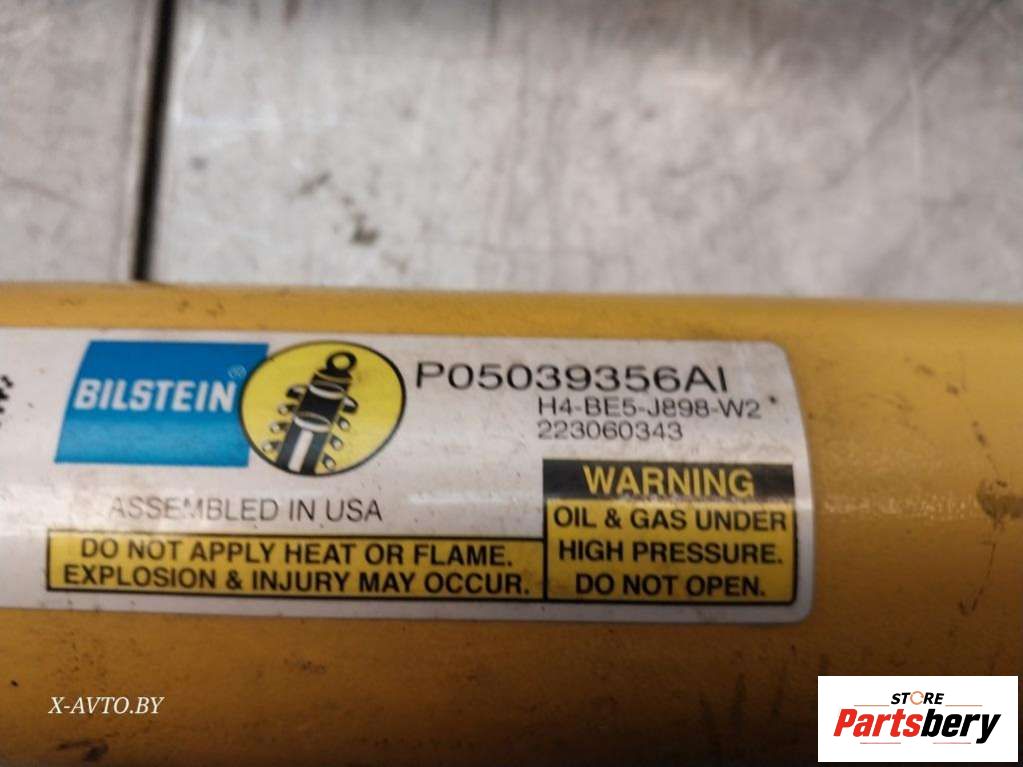 BILSTEIN®
P05039356AI
H4-BE5-J898-W2
223060343
ASSEMBLED IN USA
WARNING
OIL & GAS UNDER
HIGH PRESSURE.
DO NOT OPEN.
DO NOT APPLY HEAT OR FLAME.
EXPLOSION & INJURY MAY OCCUR.
X-AVTO.BY
STORE
Partsbery